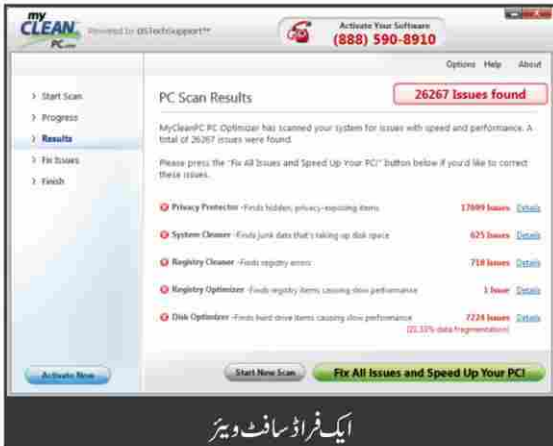 my
CLEAN
PC.com
Powered by OSTechSupport™
Activate Your Software
(888) 590-8910
Options Help About
> Start Scan
> Progress
> Results
> Fix Issues
> Finish
PC Scan Results
26267 Issues found
MyCleanPC PC Optimizer has scanned your system for issues with speed and performance. A
total of 26267 issues were found.
Please press the "Fix All Issues and Speed Up Your PC!" button below if you'd like to correct
these issues.
Privacy Protector -Finds hidden, privacy-exposing items 17699 Issues Details
System Cleaner -Finds junk data that's taking up disk space 625 Issues Details
Registry Cleaner -Finds registry errors 718 Issues Details
Registry Optimizer -Finds registry items causing slow performance 1 Issue Details
Disk Optimizer -Finds hard drive items causing slow performance 7224 Issues Details
data fragmentation)
Activate Now
Start New Scan
Fix All Issues and Speed Up Your PC!
ایک فراڈ سافٹ ویئر